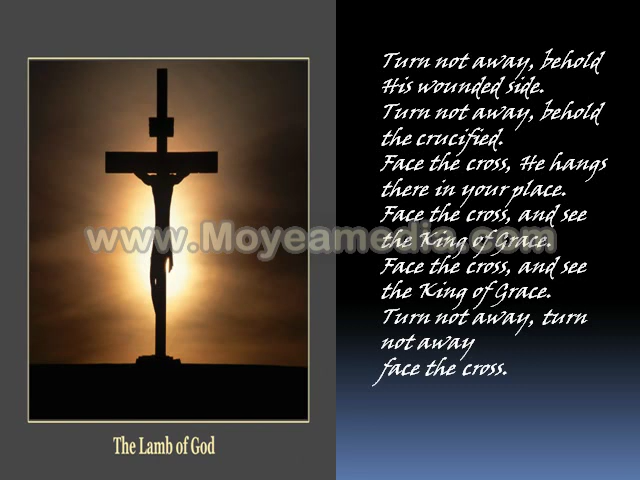 Turn not away, behold
His wounded side.
Turn not away, behold
the crucified.
Face the cross, He hangs
there in your place.
Face the cross, and see
the King of Grace.
Face the cross, and see
the King of Grace.
Turn not away, turn
not away
face the cross.
www.Moyeamedia.com
The Lamb of God